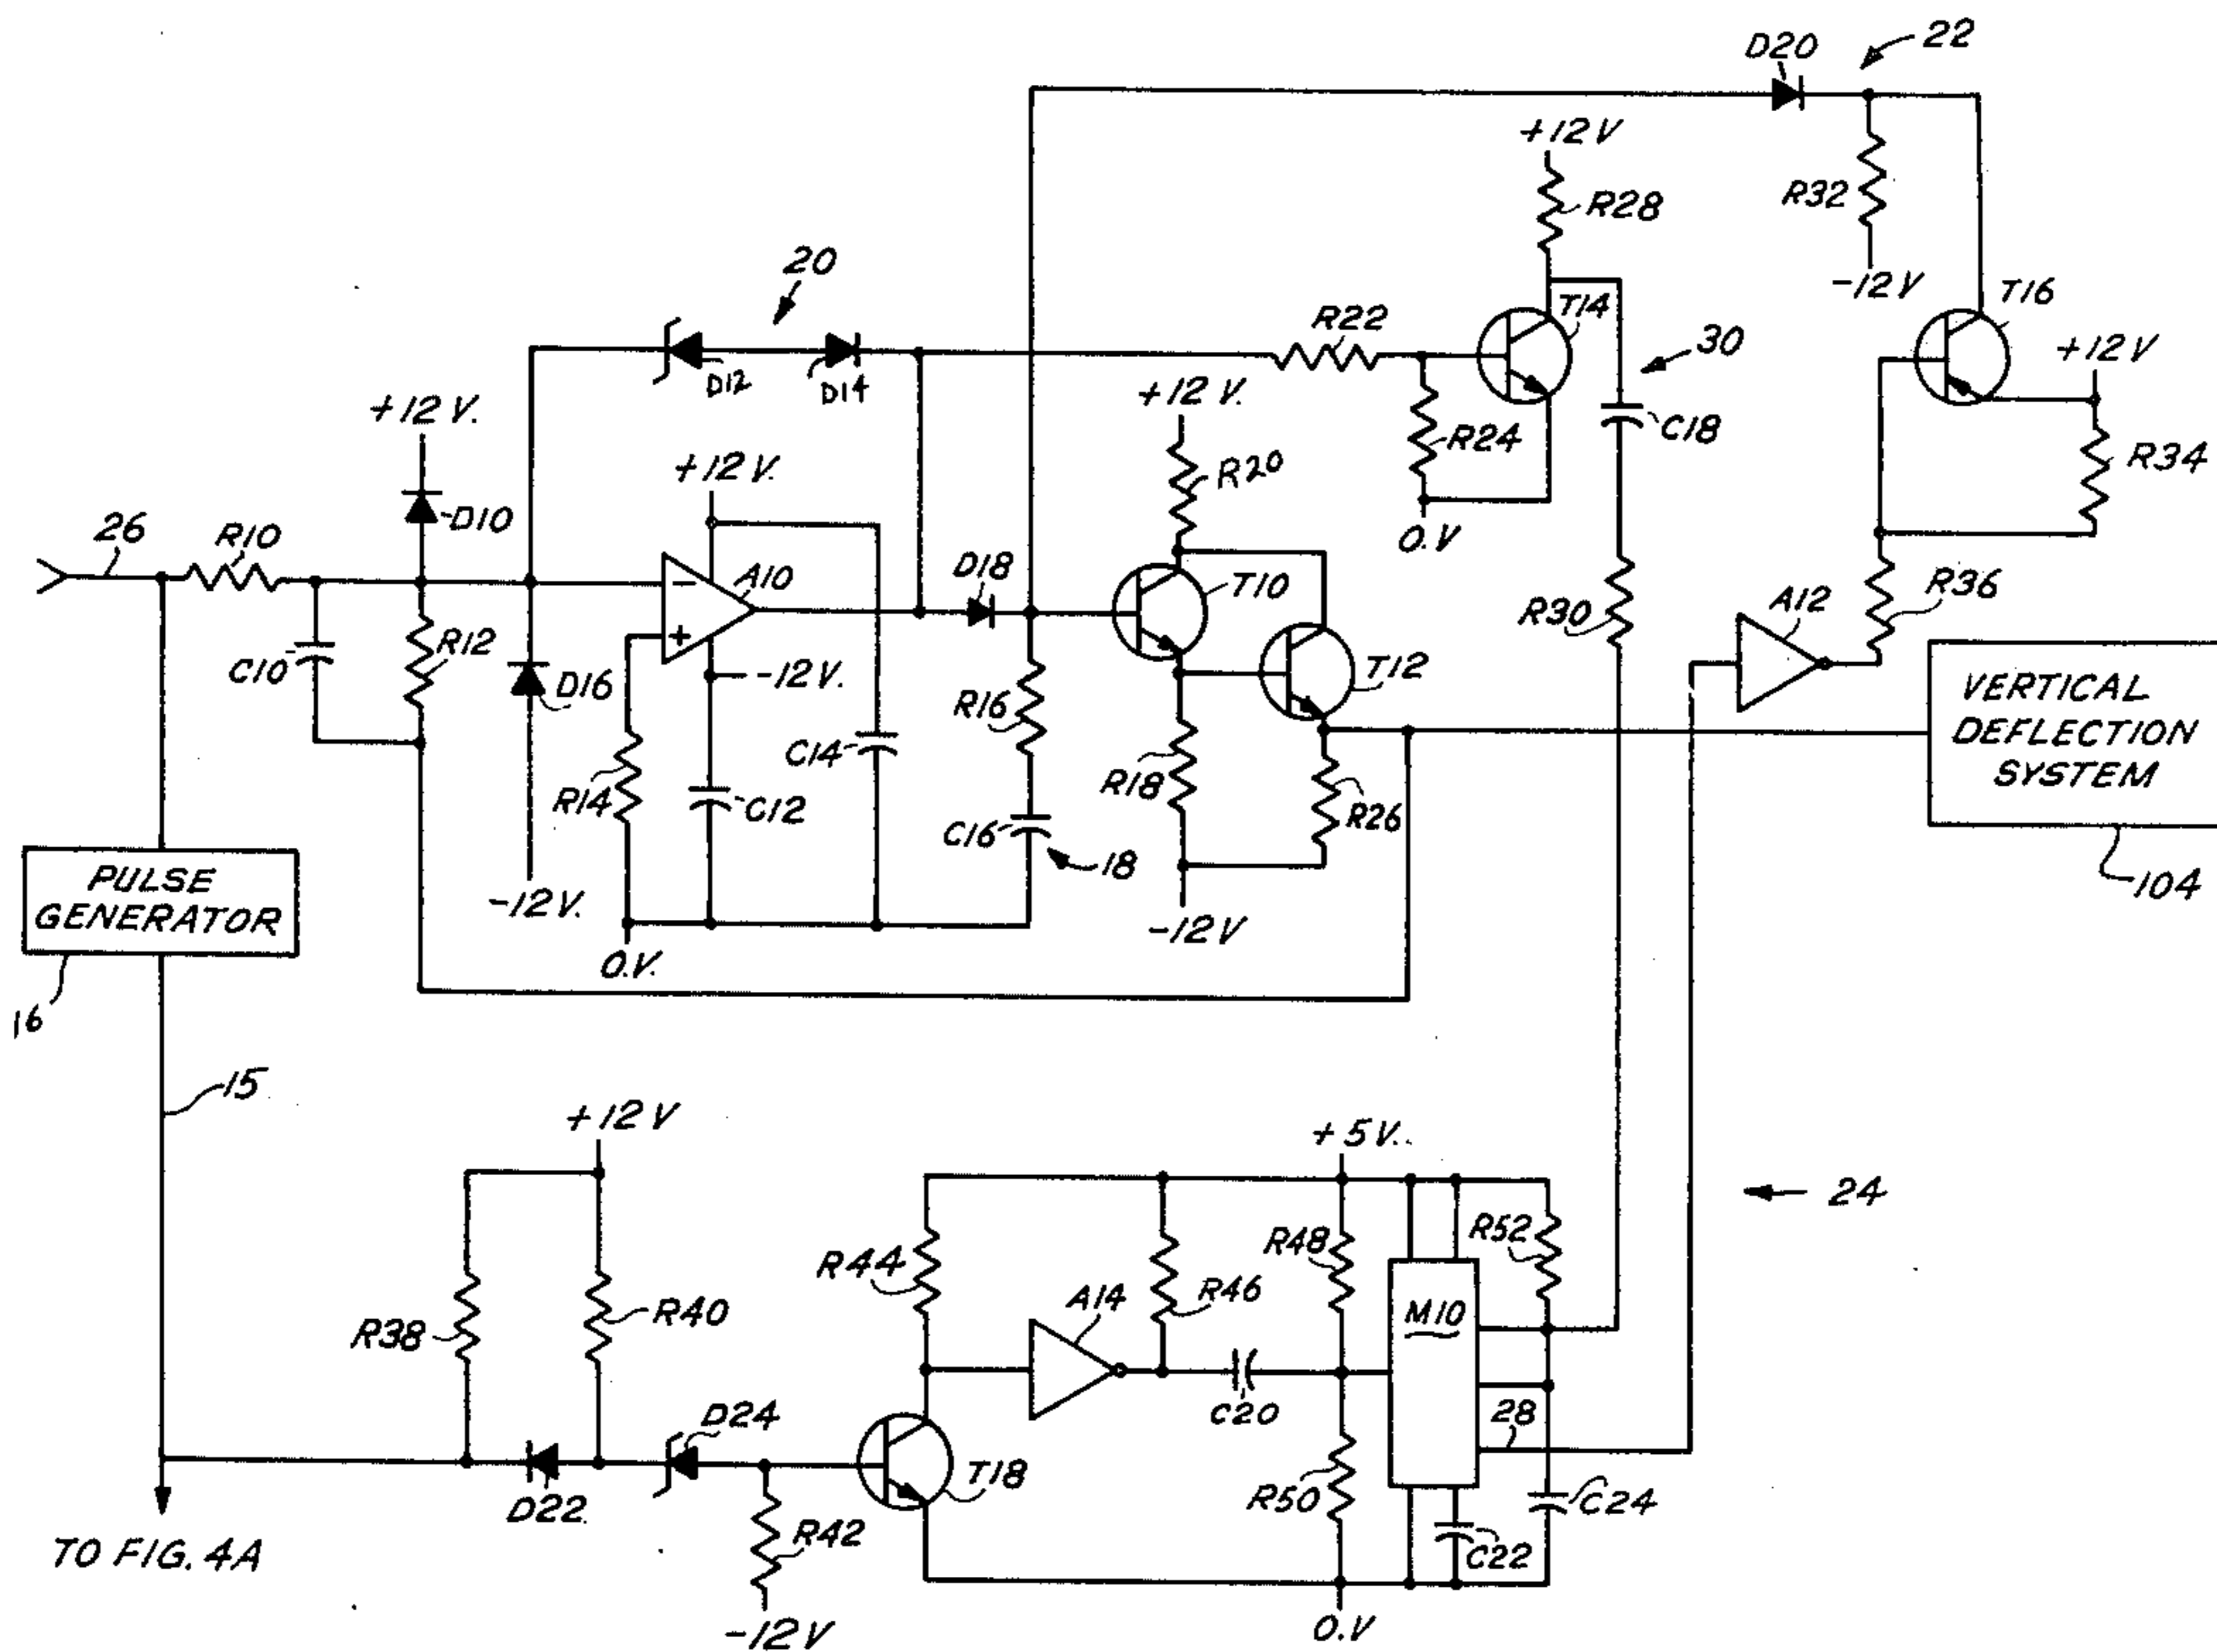 D20
22
+12V
R28
R32
-12V
T16
20
R22
T14
30
+12V
D12
D14
+12V.
+12V.
R24
C18
R34
+12V.
R20
26
R10
D10
0.V
A10
D18
T10
R30
A12
R36
C10
R12
D16
-12V.
R16
T12
VERTICAL
DEFLECTION
SYSTEM
R14
C14
R18
R26
C12
C16
18
104
PULSE
GENERATOR
-12V.
-12V
0.V.
16
15
+12V
+5V.
24
R44
R48
R52
R38
R40
A14
R46
M10
D24
C20
28
D22
T18
R50
C24
R42
C22
TO FIG. 4A
-12V
0.V